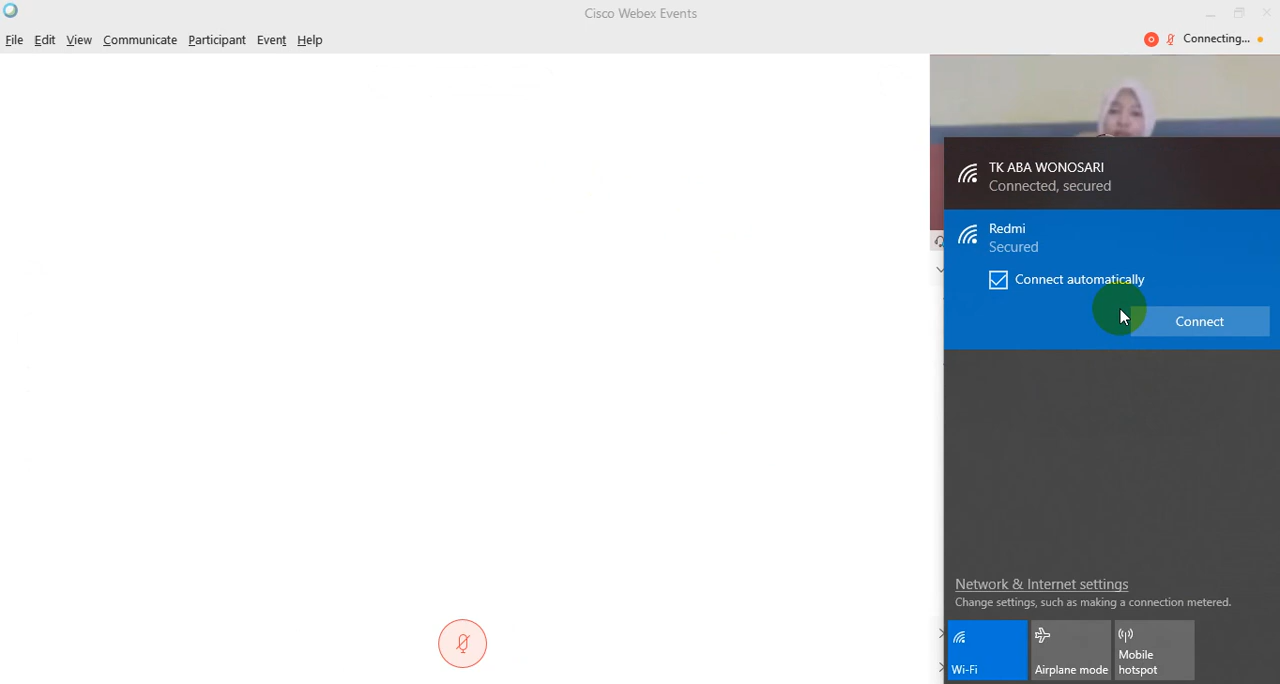 Cisco Webex Events
File Edit View Communicate Participant Event Help
Connecting...
TK ABA WONOSARI
Connected, secured
Redmi
Secured
Connect automatically
Connect
Network & Internet settings
Change settings, such as making a connection metered.
Wi-Fi
Airplane mode
Mobile
hotspot